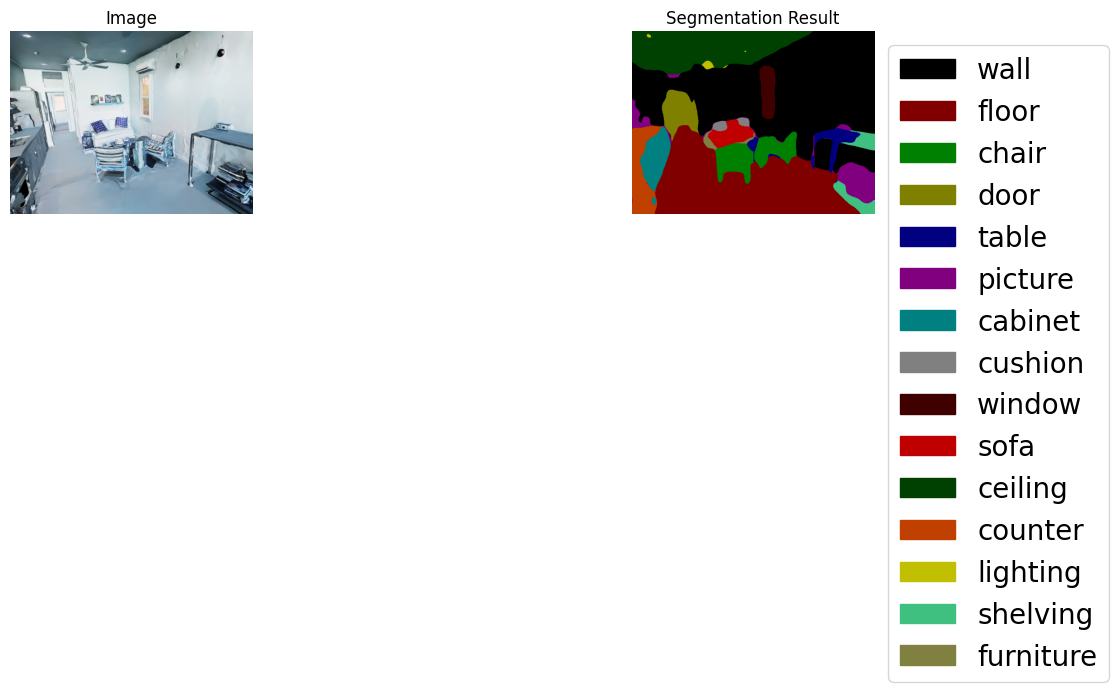 Image
Segmentation Result
wall
floor
chair
door
table
picture
cabinet
cushion
window
sofa
ceiling
counter
lighting
shelving
furniture